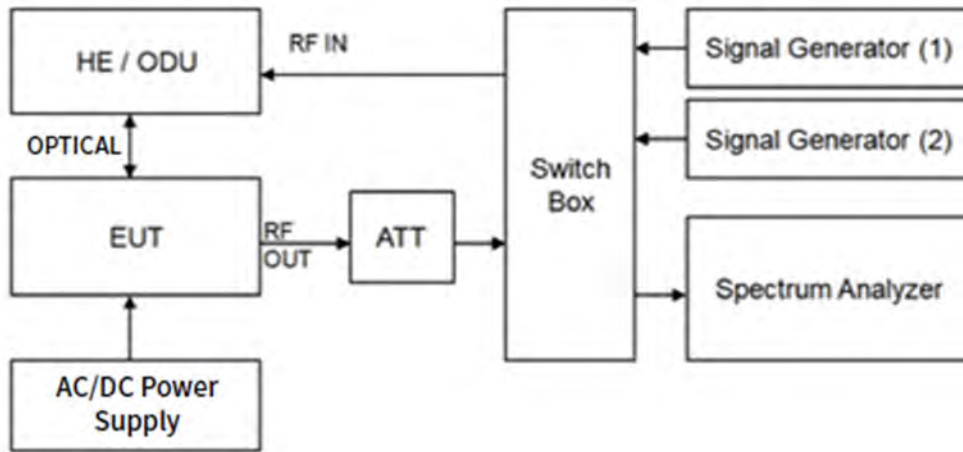 HE / ODU
RF IN
Signal Generator (1)
OPTICAL
Signal Generator (2)
Switch
Box
EUT
RF
OUT
ATT
Spectrum Analyzer
AC/DC Power
Supply